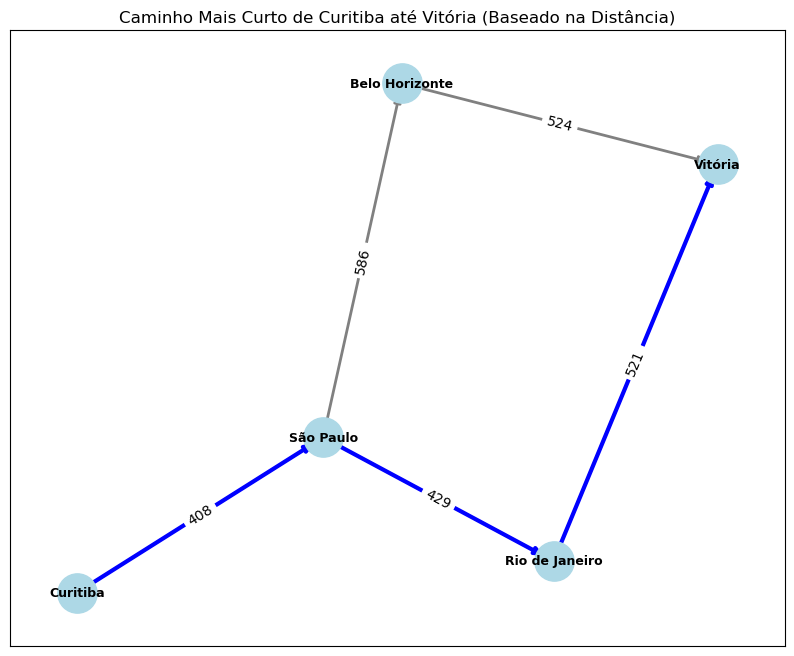 Caminho Mais Curto de Curitiba até Vitória (Baseado na Distância)
Belo Horizonte
524
Vitória
586
521
São Paulo
429
408
Rio de Janeiro
Curitiba